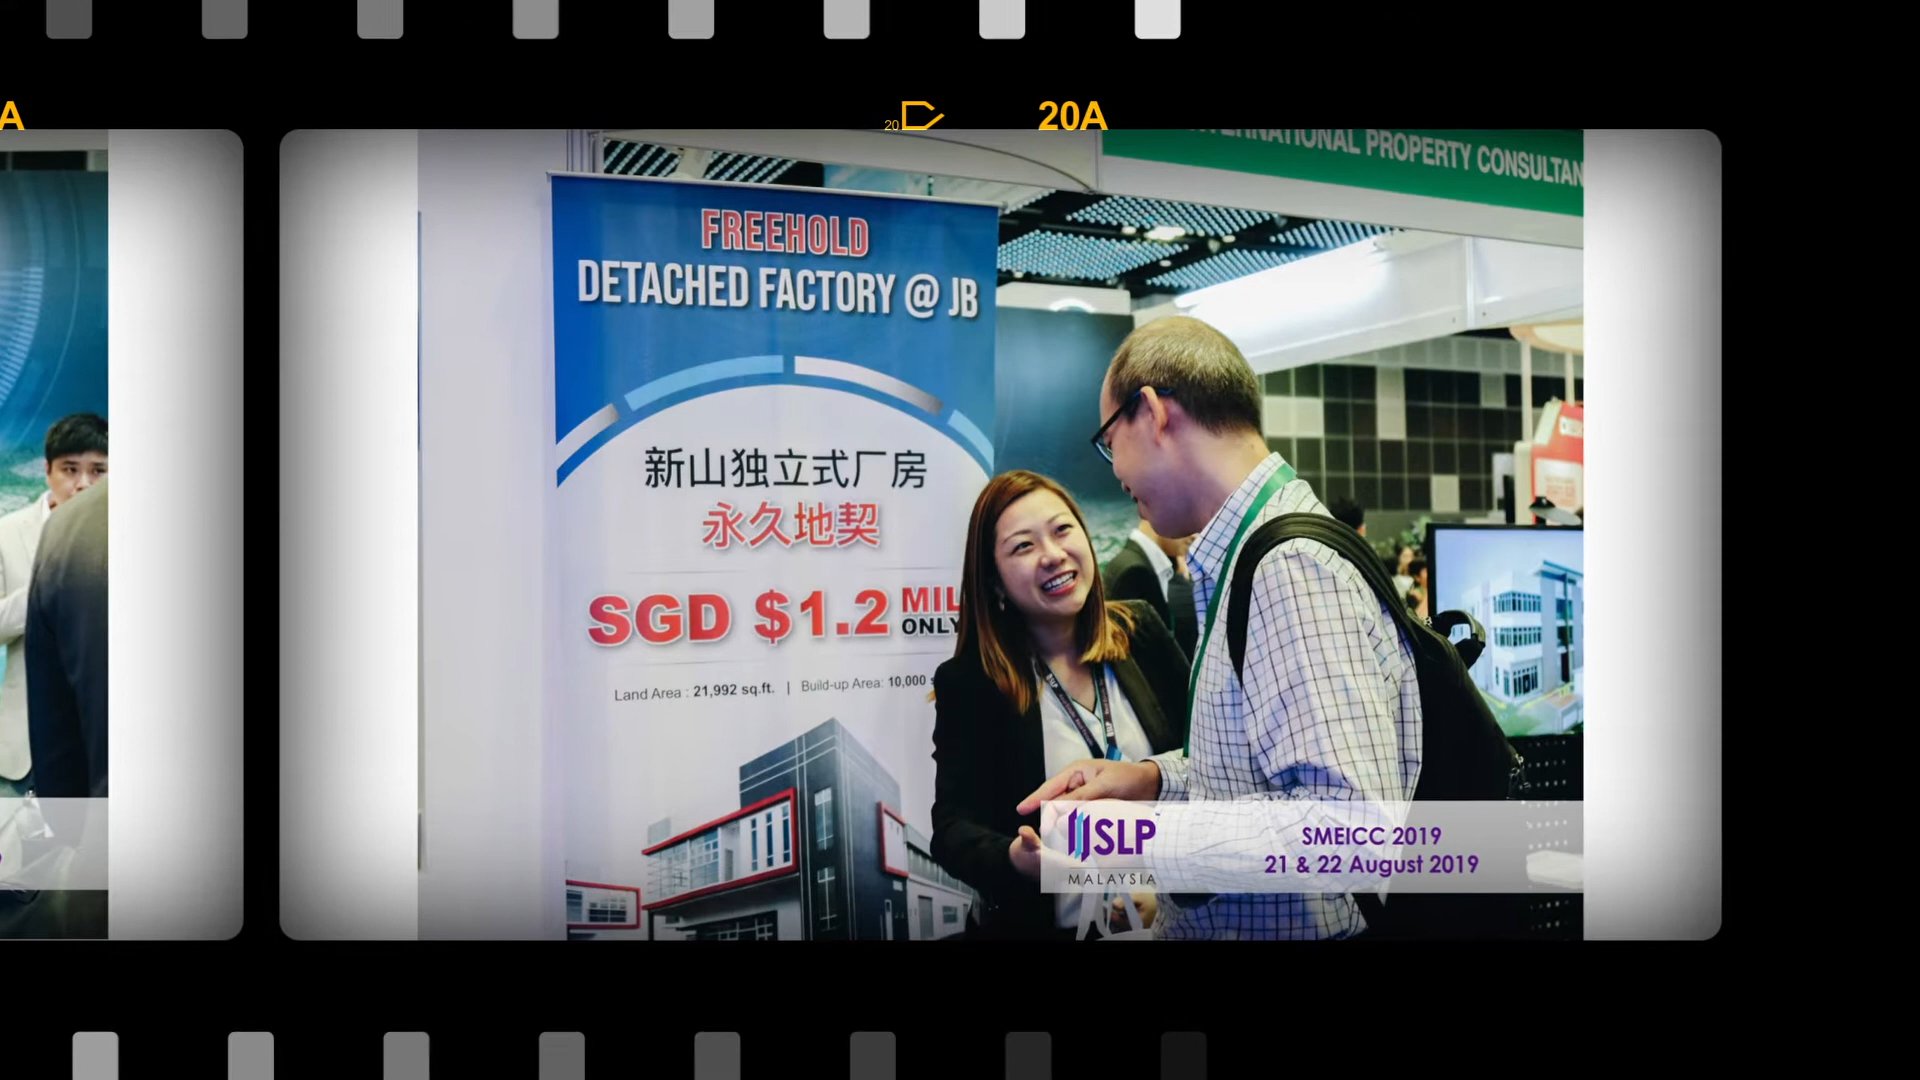 A
20
20A
INTERNATIONAL PROPERTY CONSULTAN
FREEHOLD
DETACHED FACTORY @ JB
新山独立式厂房
永久地契
SGD $1.2 MIL
ONLY
Land Area : 21,992 sq.ft. | Build-up Area: 10,000 s
SLP
MALAYSIA
SMEICC 2019
21 & 22 August 2019